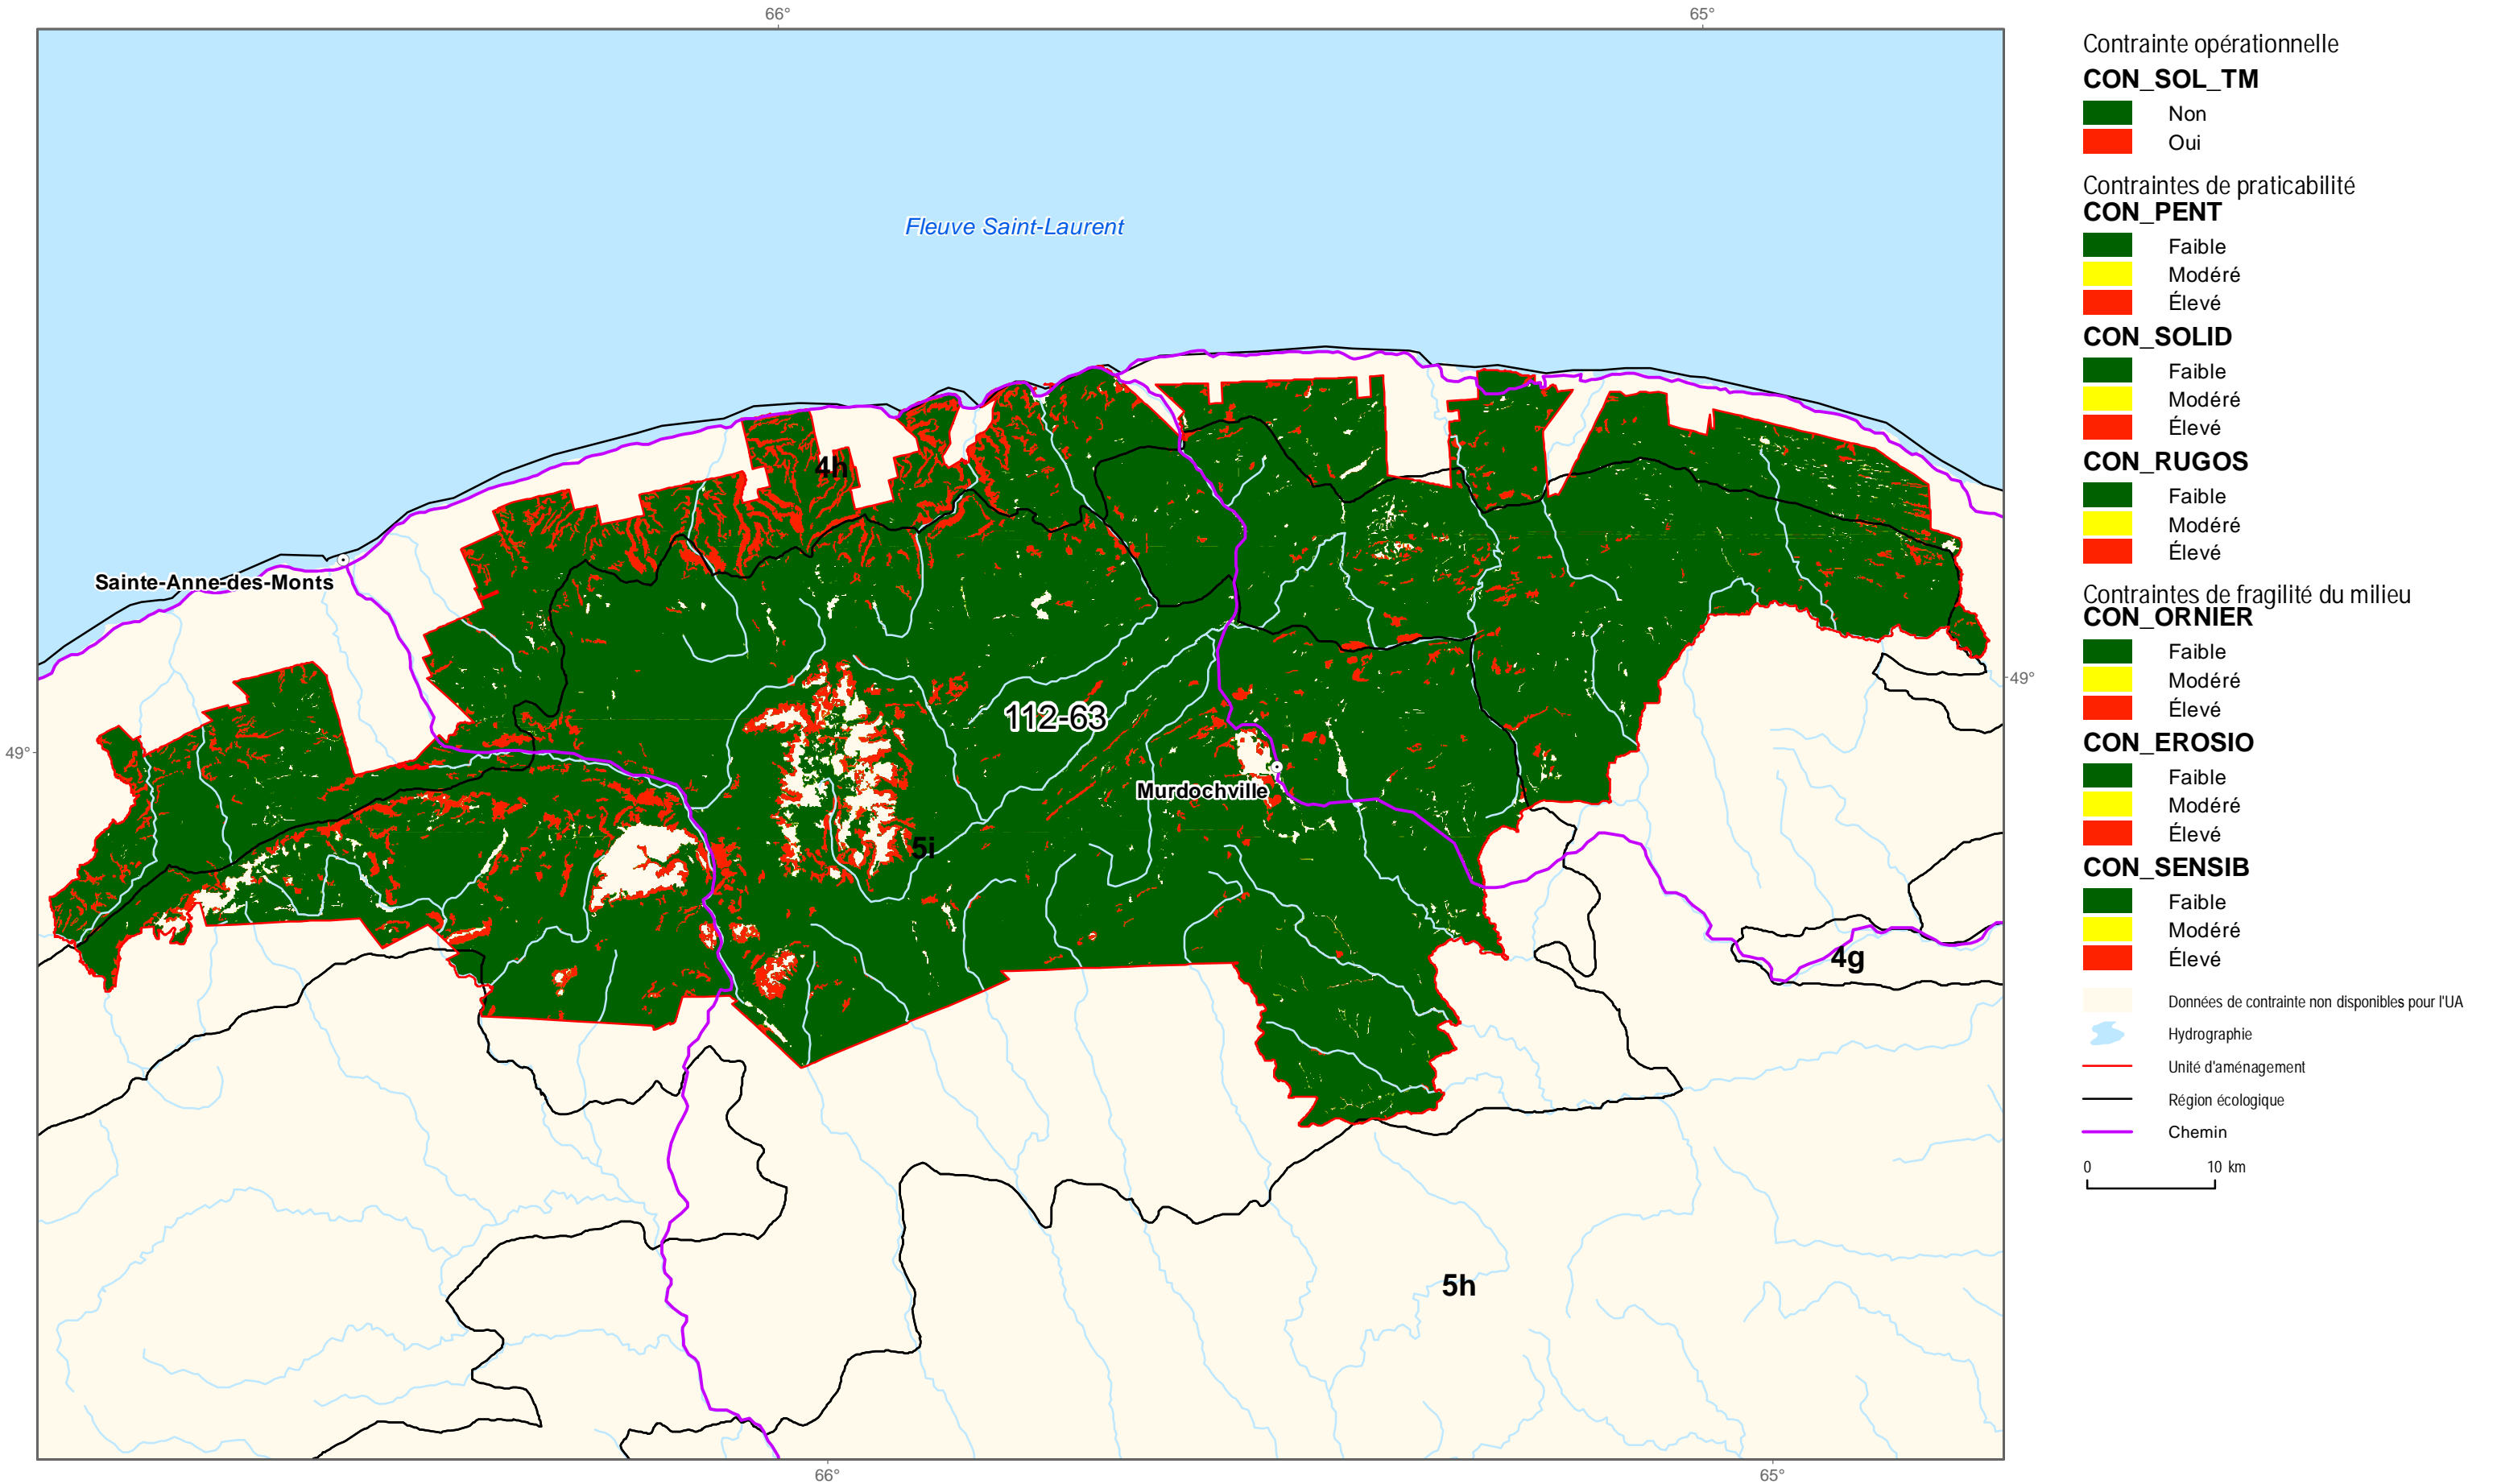 66°
65°
Fleuve Saint-Laurent
4h
Sainte-Anne-des-Monts
49°
112-63
49°
Murdochville
5i
4g
5h
66°
65°
Contrainte opérationnelle
CON_SOL_TM
Non
Oui
Contraintes de praticabilité
CON_PENT
Faible
Modéré
Élevé
CON_SOLID
Faible
Modéré
Élevé
CON_RUGOS
Faible
Modéré
Élevé
Contraintes de fragilité du milieu
CON_ORNIER
Faible
Modéré
Élevé
CON_EROSIO
Faible
Modéré
Élevé
CON_SENSIB
Faible
Modéré
Élevé
Données de contrainte non disponibles pour l'UA
Hydrographie
Unité d'aménagement
Région écologique
Chemin
0 10 km